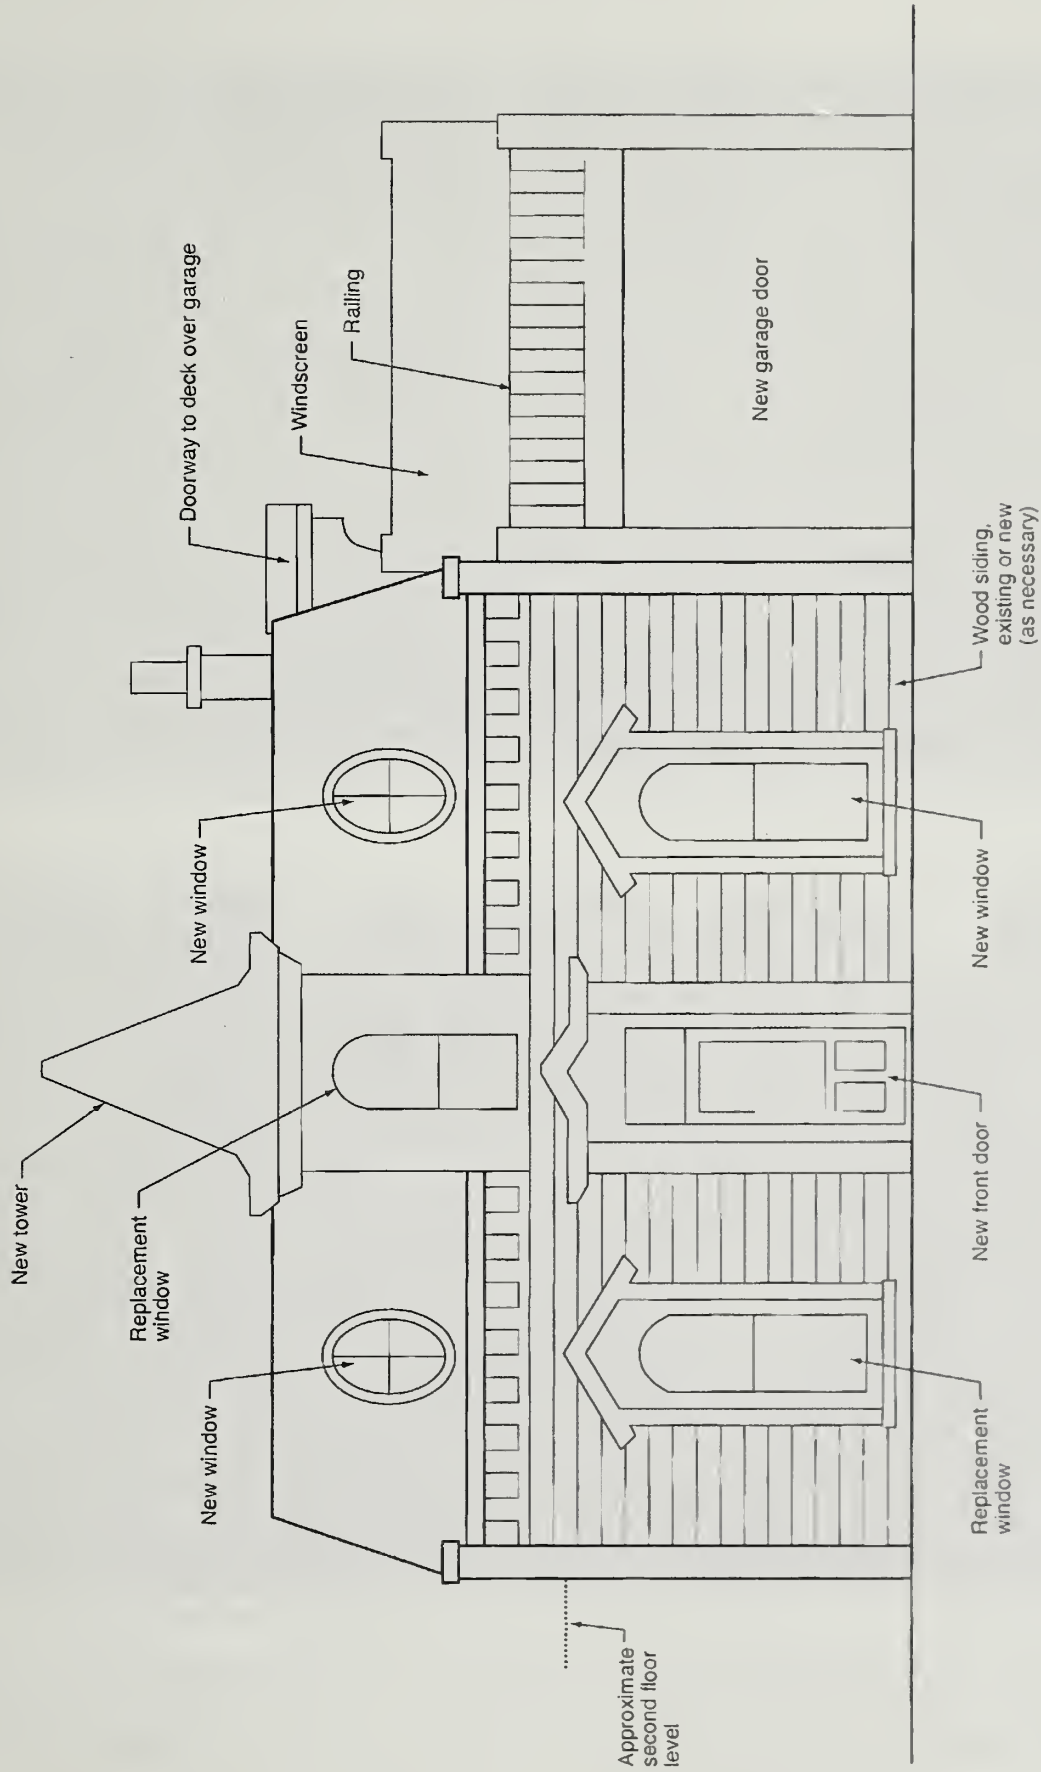 New tower
Replacement
window
New window
New window
Doorway to deck over garage
Windscreen
Railing
New garage door
Approximate
second floor
level
Replacement
window
New front door
New window
Wood siding,
existing or new
(as necessary)